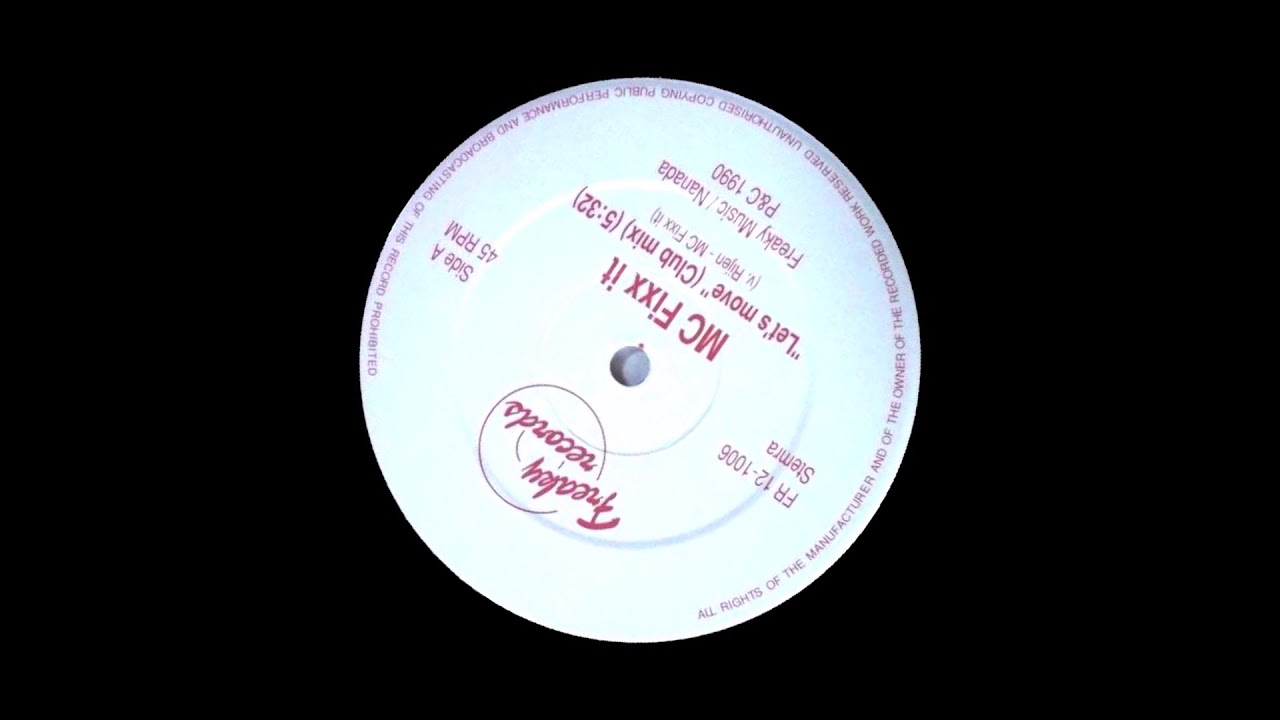 Freaky
records
FR 12-1006
Stemra
Side A
45 RPM
MC Fixx it
"Let's move" (Club mix) (5:32)
(v. Rijen - MC Fixx it)
Freaky Music / Nanada
P&C 1990
ALL RIGHTS OF THE MANUFACTURER AND OF THE OWNER OF THE RECORDED WORK RESERVED UNAUTHORISED COPYING PUBLIC PERFORMANCE AND BROADCASTING OF THIS RECORD PROHIBITED